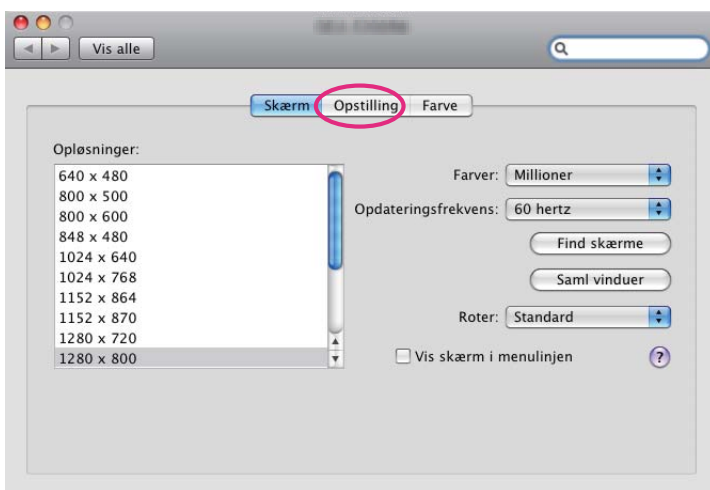 Vis alle
Skærm Opstilling Farve
Opløsninger:
640 x 480
800 x 500
800 x 600
848 x 480
1024 x 640
1024 x 768
1152 x 864
1152 x 870
1280 x 720
1280 x 800
Farver: Millioner
Opdateringsfrekvens: 60 hertz
Find skærme
Saml vinduer
Roter: Standard
Vis skærm i menulinjen ?